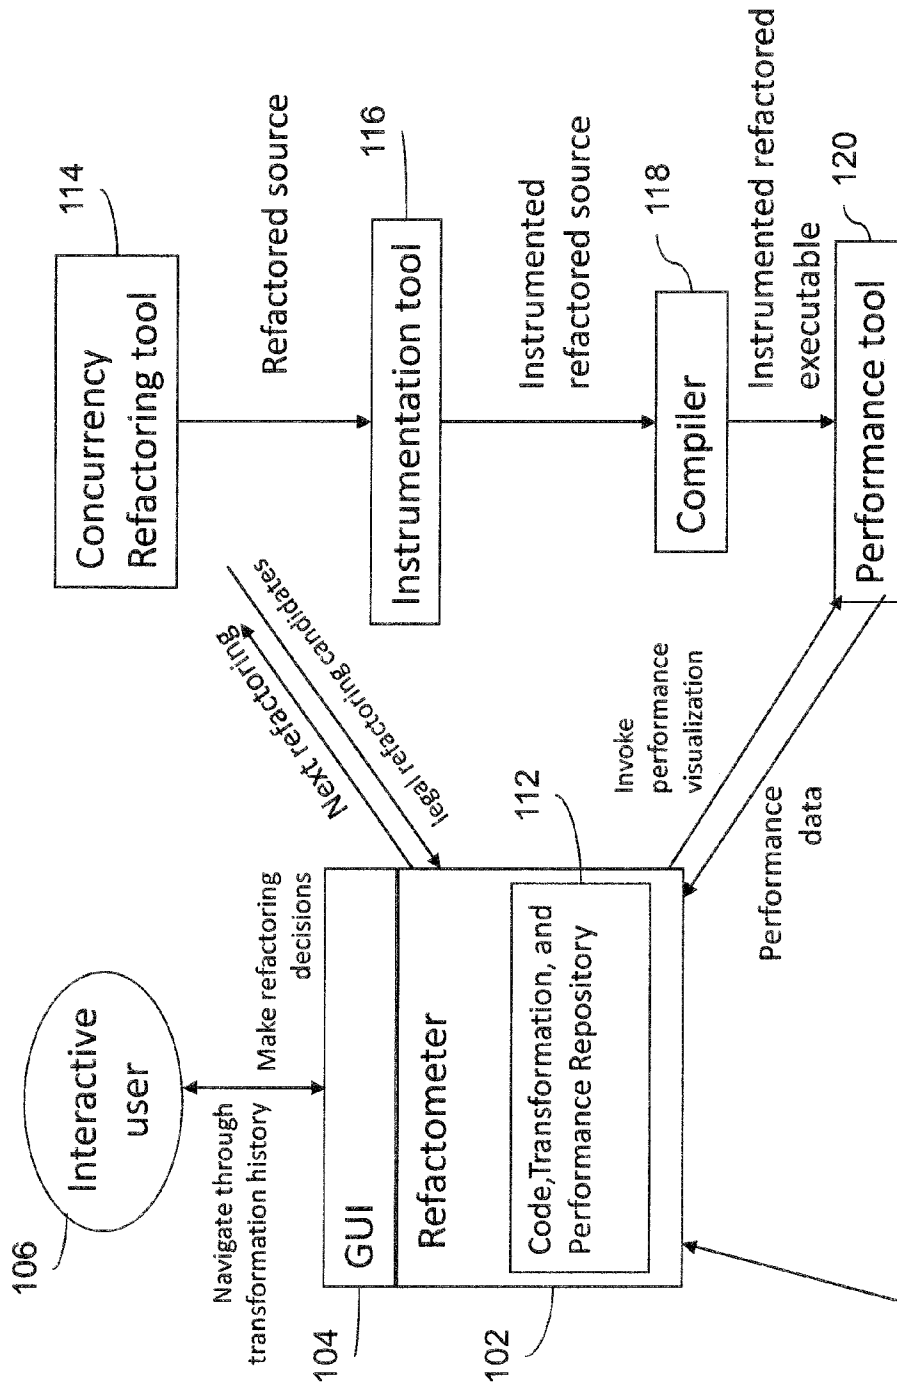 106
Interactive
user
Navigate through
transformation history
Make refactoring
decisions
104
GUI
102
Refactometer
112
Code,Transformation, and
Performance Repository
Next refactoring
legal refactoring candidates
114
Concurrency
Refactoring tool
Refactored source
116
Instrumentation tool
Instrumented
refactored source
118
Compiler
Instrumented refactored
executable
120
Performance tool
Invoke
performance
visualization
Performance
data